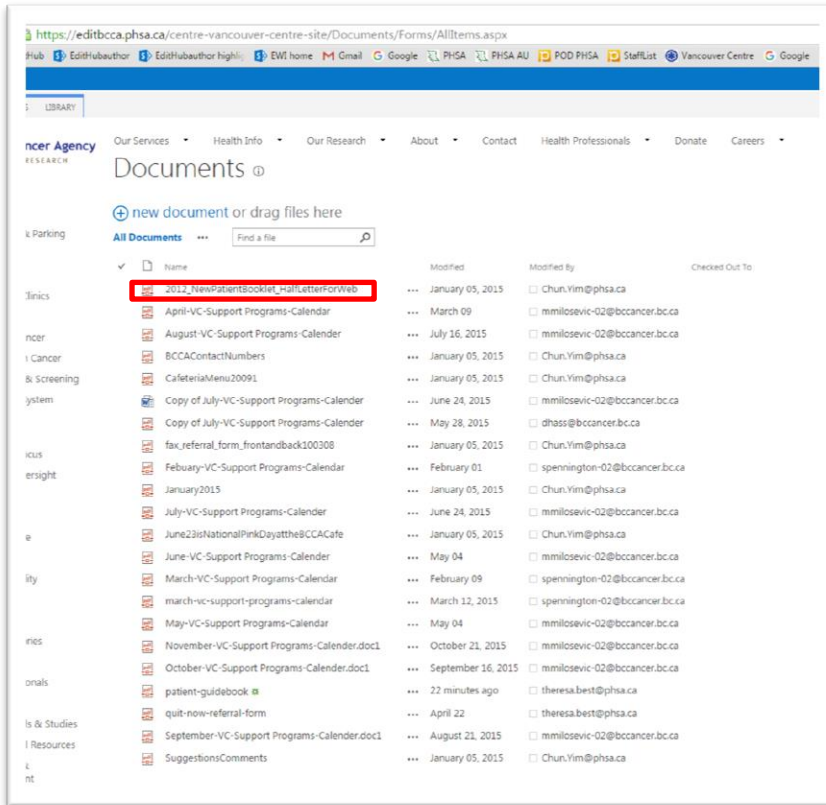 https://editbcca.phsa.ca/centre-vancouver-centre-site/Documents/Forms/AllItems.aspx
Hub EditHubauthor EditHubauthor highli EWI home M Gmail G Google PHSA PHSA AU POD PHSA StaffList Vancouver Centre G Google
LIBRARY
ncer Agency
RESEARCH
Our Services Health Info Our Research About Contact Health Professionals Donate Careers
Documents
new document or drag files here
& Parking
All Documents ... Find a file
Name Modified Modified By Checked Out To
2012_NewPatientBooklet_HalfLetterForWeb ... January 05, 2015 Chun.Yim@phsa.ca
Clinics
April-VC-Support Programs-Calendar ... March 09 mmilosevic-02@bccancer.bc.ca
August-VC-Support Programs-Calender ... July 16, 2015 mmilosevic-02@bccancer.bc.ca
ncer
BCCAContactNumbers ... January 05, 2015 Chun.Yim@phsa.ca
Cancer
CafeteriaMenu20091 ... January 05, 2015 Chun.Yim@phsa.ca
& Screening
Copy of July-VC-Support Programs-Calender ... June 24, 2015 mmilosevic-02@bccancer.bc.ca
ystem
Copy of July-VC-Support Programs-Calender ... May 28, 2015 dhass@bccancer.bc.ca
fax_referral_form_frontandback100308 ... January 05, 2015 Chun.Yim@phsa.ca
ocus
Febuary-VC-Support Programs-Calendar ... February 01 spennington-02@bccancer.bc.ca
ersight
January2015 ... January 05, 2015 Chun.Yim@phsa.ca
July-VC-Support Programs-Calender ... June 24, 2015 mmilosevic-02@bccancer.bc.ca
June23isNationalPinkDayattheBCCACafe ... January 05, 2015 Chun.Yim@phsa.ca
e
June-VC-Support Programs-Calender ... May 04 mmilosevic-02@bccancer.bc.ca
March-VC-Support Programs-Calendar ... February 09 spennington-02@bccancer.bc.ca
ility
march-vc-support-programs-calendar ... March 12, 2015 spennington-02@bccancer.bc.ca
May-VC-Support Programs-Calendar ... May 04 mmilosevic-02@bccancer.bc.ca
November-VC-Support Programs-Calender.doc1 ... October 21, 2015 mmilosevic-02@bccancer.bc.ca
ries
October-VC-Support Programs-Calender.doc1 ... September 16, 2015 mmilosevic-02@bccancer.bc.ca
onals
patient-guidebook ... 22 minutes ago theresa.best@phsa.ca
quit-now-referral-form ... April 22 theresa.best@phsa.ca
ls & Studies
September-VC-Support Programs-Calender.doc1 ... August 21, 2015 mmilosevic-02@bccancer.bc.ca
l Resources
SuggestionsComments ... January 05, 2015 Chun.Yim@phsa.ca
&
nt